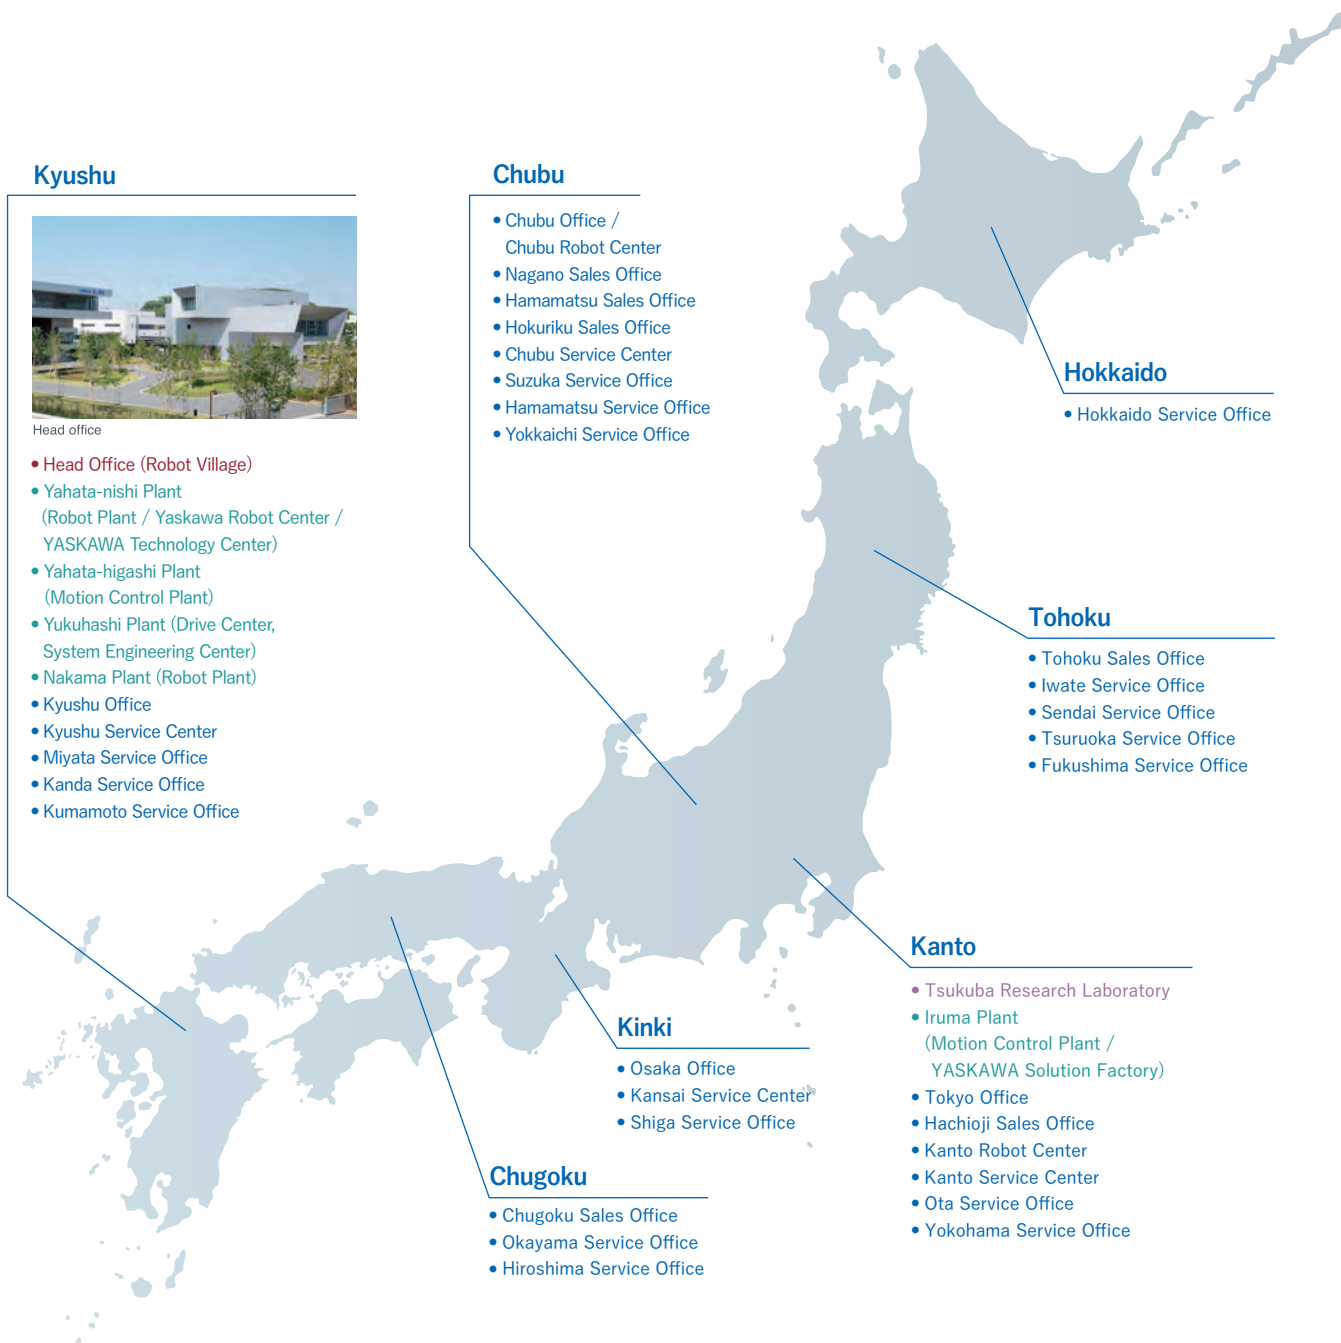 Kyushu
Head office
• Head Office (Robot Village)
• Yahata-nishi Plant
(Robot Plant / Yaskawa Robot Center /
YASKAWA Technology Center)
• Yahata-higashi Plant
(Motion Control Plant)
• Yukuhashi Plant (Drive Center,
System Engineering Center)
• Nakama Plant (Robot Plant)
• Kyushu Office
• Kyushu Service Center
• Miyata Service Office
• Kanda Service Office
• Kumamoto Service Office
Chubu
• Chubu Office /
Chubu Robot Center
• Nagano Sales Office
• Hamamatsu Sales Office
• Hokuriku Sales Office
• Chubu Service Center
• Suzuka Service Office
• Hamamatsu Service Office
• Yokkaichi Service Office
Hokkaido
• Hokkaido Service Office
Tohoku
• Tohoku Sales Office
• Iwate Service Office
• Sendai Service Office
• Tsuruoka Service Office
• Fukushima Service Office
Kanto
• Tsukuba Research Laboratory
• Iruma Plant
(Motion Control Plant /
YASKAWA Solution Factory)
• Tokyo Office
• Hachioji Sales Office
• Kanto Robot Center
• Kanto Service Center
• Ota Service Office
• Yokohama Service Office
Kinki
• Osaka Office
• Kansai Service Center
• Shiga Service Office
Chugoku
• Chugoku Sales Office
• Okayama Service Office
• Hiroshima Service Office